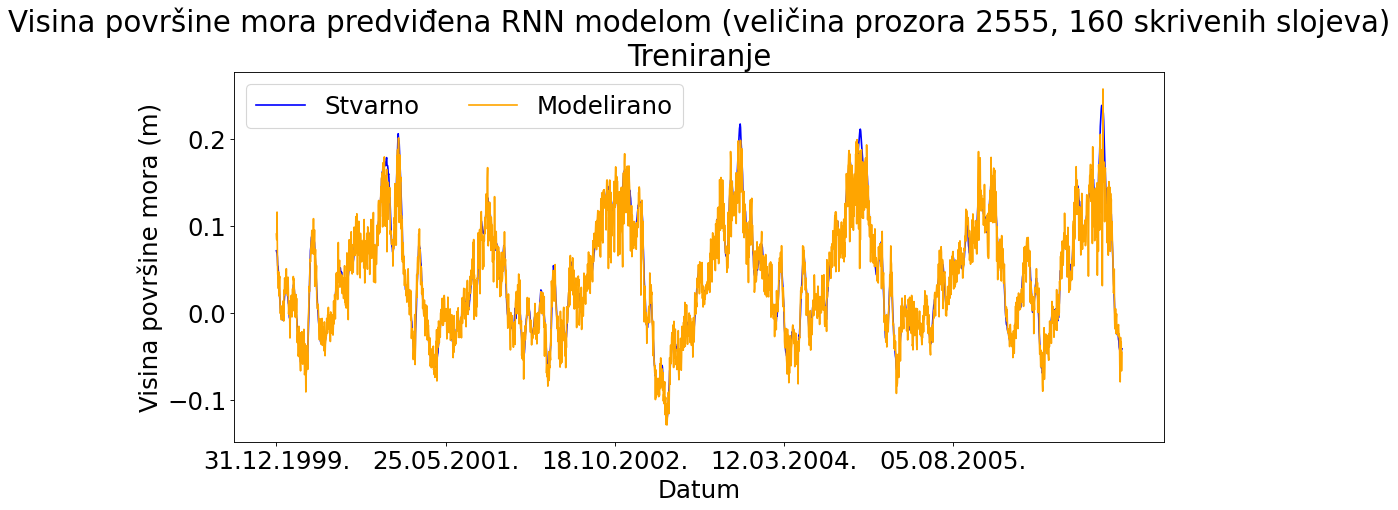 Visina površine mora predviđena RNN modelom (veličina prozora 2555, 160 skrivenih slojeva)
Treniranje
Stvarno Modelirano
Visina površine mora (m)
0.2
0.1
0.0
−0.1
31.12.1999. 25.05.2001. 18.10.2002. 12.03.2004. 05.08.2005.
Datum